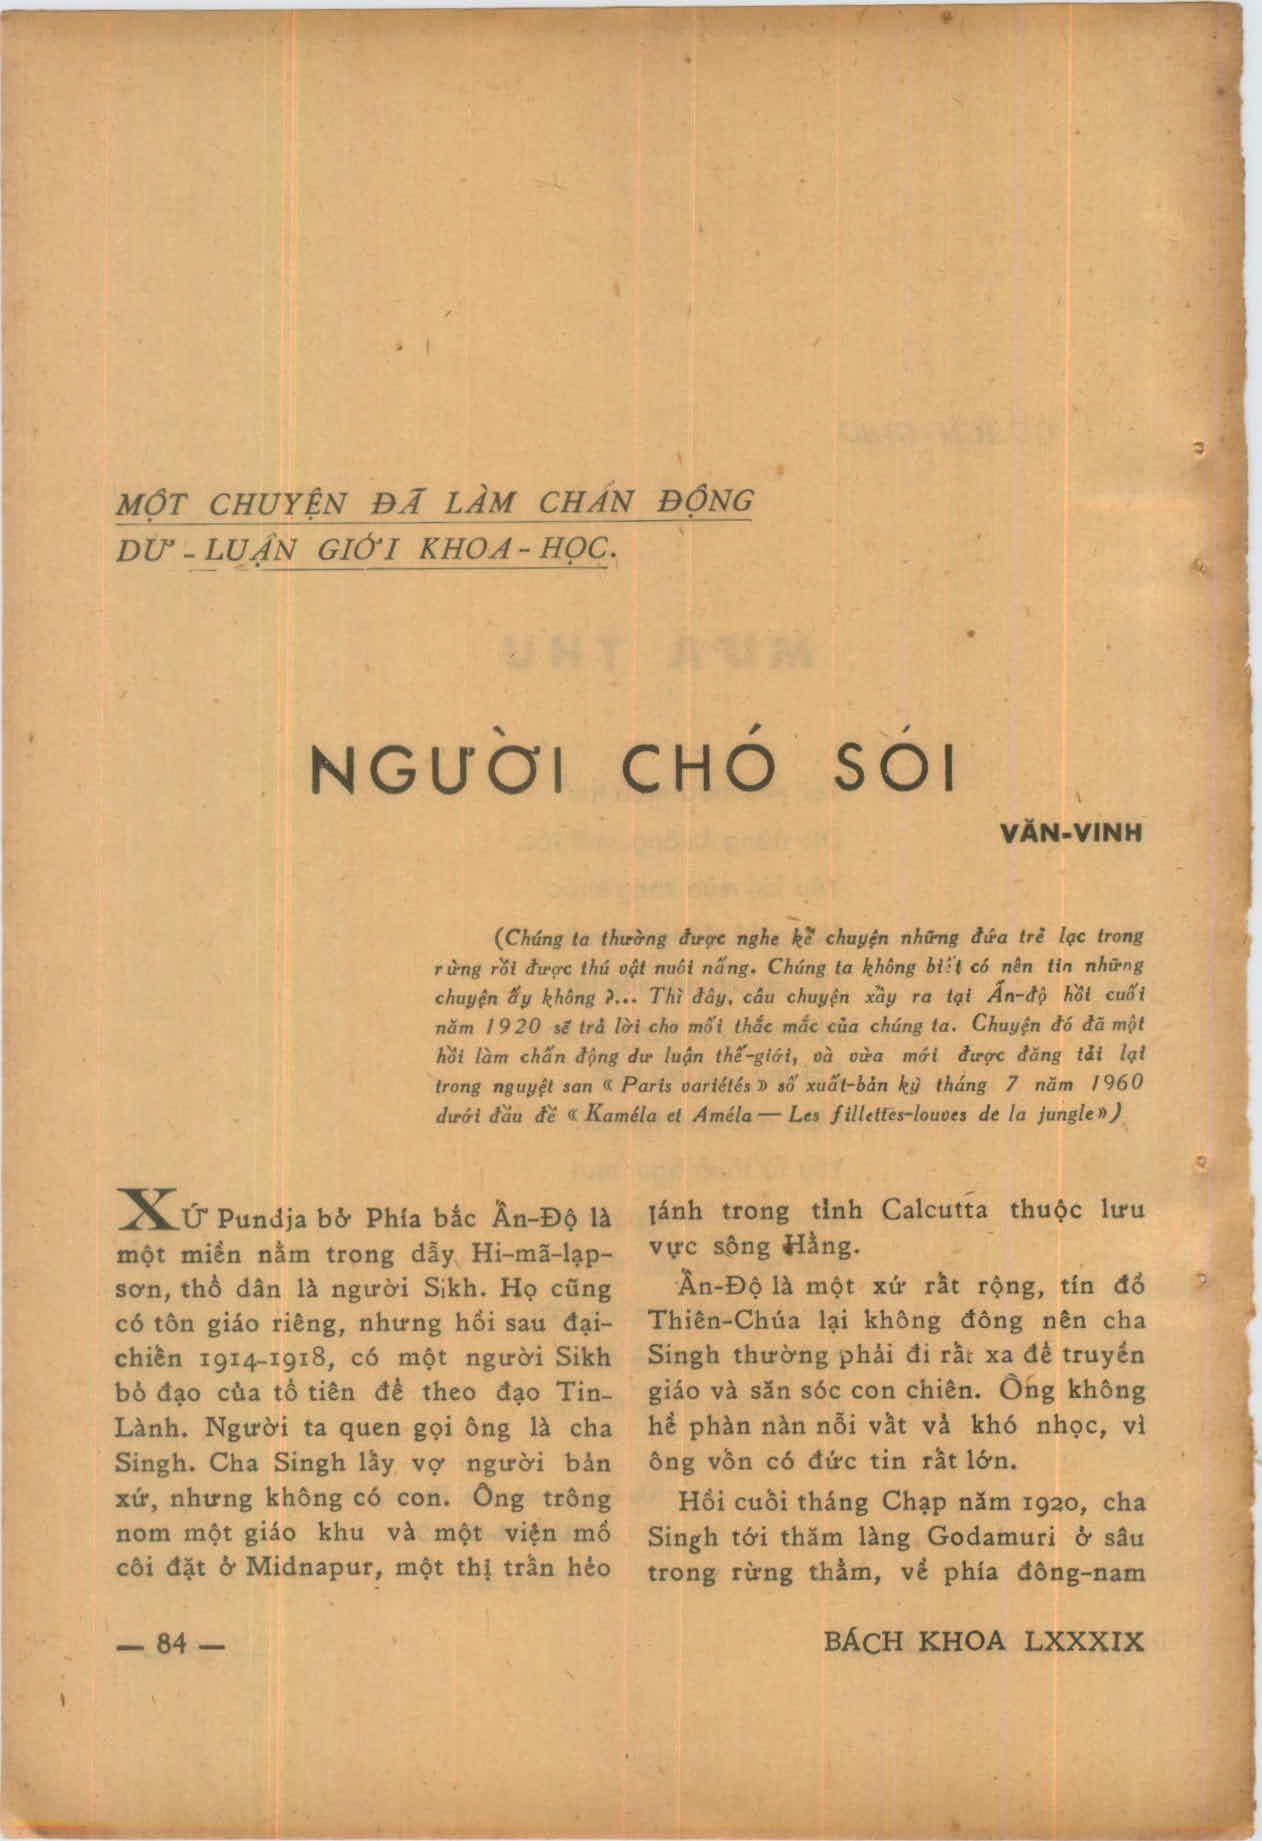 MỘT CHUYỆN ĐÃ LÀM CHẤN ĐỘNG
DƯ-LUẬN GIỚI KHOA-HỌC.
NGƯỜI CHÓ SÓI
VĂN-VINH
(Chúng ta thường được nghe kể chuyện những đứa trẻ lạc trong
rừng rồi được thú vật nuôi nấng. Chúng ta không biết có nên tin những
chuyện ấy không ?... Thì đây, câu chuyện xẩy ra tại Ấn-độ hồi cuối
năm 1920 sẽ trả lời cho mối thắc mắc của chúng ta. Chuyện đó đã một
hồi làm chấn động dư luận thế-giới, và vừa mới được đăng tải lại
trong nguyệt san « Paris variétés » số xuất-bản kỳ tháng 7 năm 1960
dưới đầu đề « Kaméla et Améla — Les fillettes-louves de la jungle»)
XỨ Pundja bở Phía bắc Ấn-Độ là
một miền nằm trong dẫy Hi-mã-lạp-
sơn, thổ dân là người Sikh. Họ cũng
có tôn giáo riêng, nhưng hồi sau đại-
chiến 1914-1918, có một người Sikh
bỏ đạo của tổ tiên để theo đạo Tin-
Lành. Người ta quen gọi ông là cha
Singh. Cha Singh lấy vợ người bản
xứ, nhưng không có con. Ông trông
nom một giáo khu và một viện mồ
côi đặt ở Midnapur, một thị trấn hẻo
lánh trong tỉnh Calcutta thuộc lưu
vực sông Hằng.
Ấn-Độ là một xứ rất rộng, tín đồ
Thiên-Chúa lại không đông nên cha
Singh thường phải đi rất xa để truyền
giáo và săn sóc con chiên. Ông không
hề phàn nàn nỗi vất vả khó nhọc, vì
ông vốn có đức tin rất lớn.
Hồi cuối tháng Chạp năm 1920, cha
Singh tới thăm làng Godamuri ở sâu
trong rừng thẳm, về phía đông-nam
— 84 —
BÁCH KHOA LXXXIX